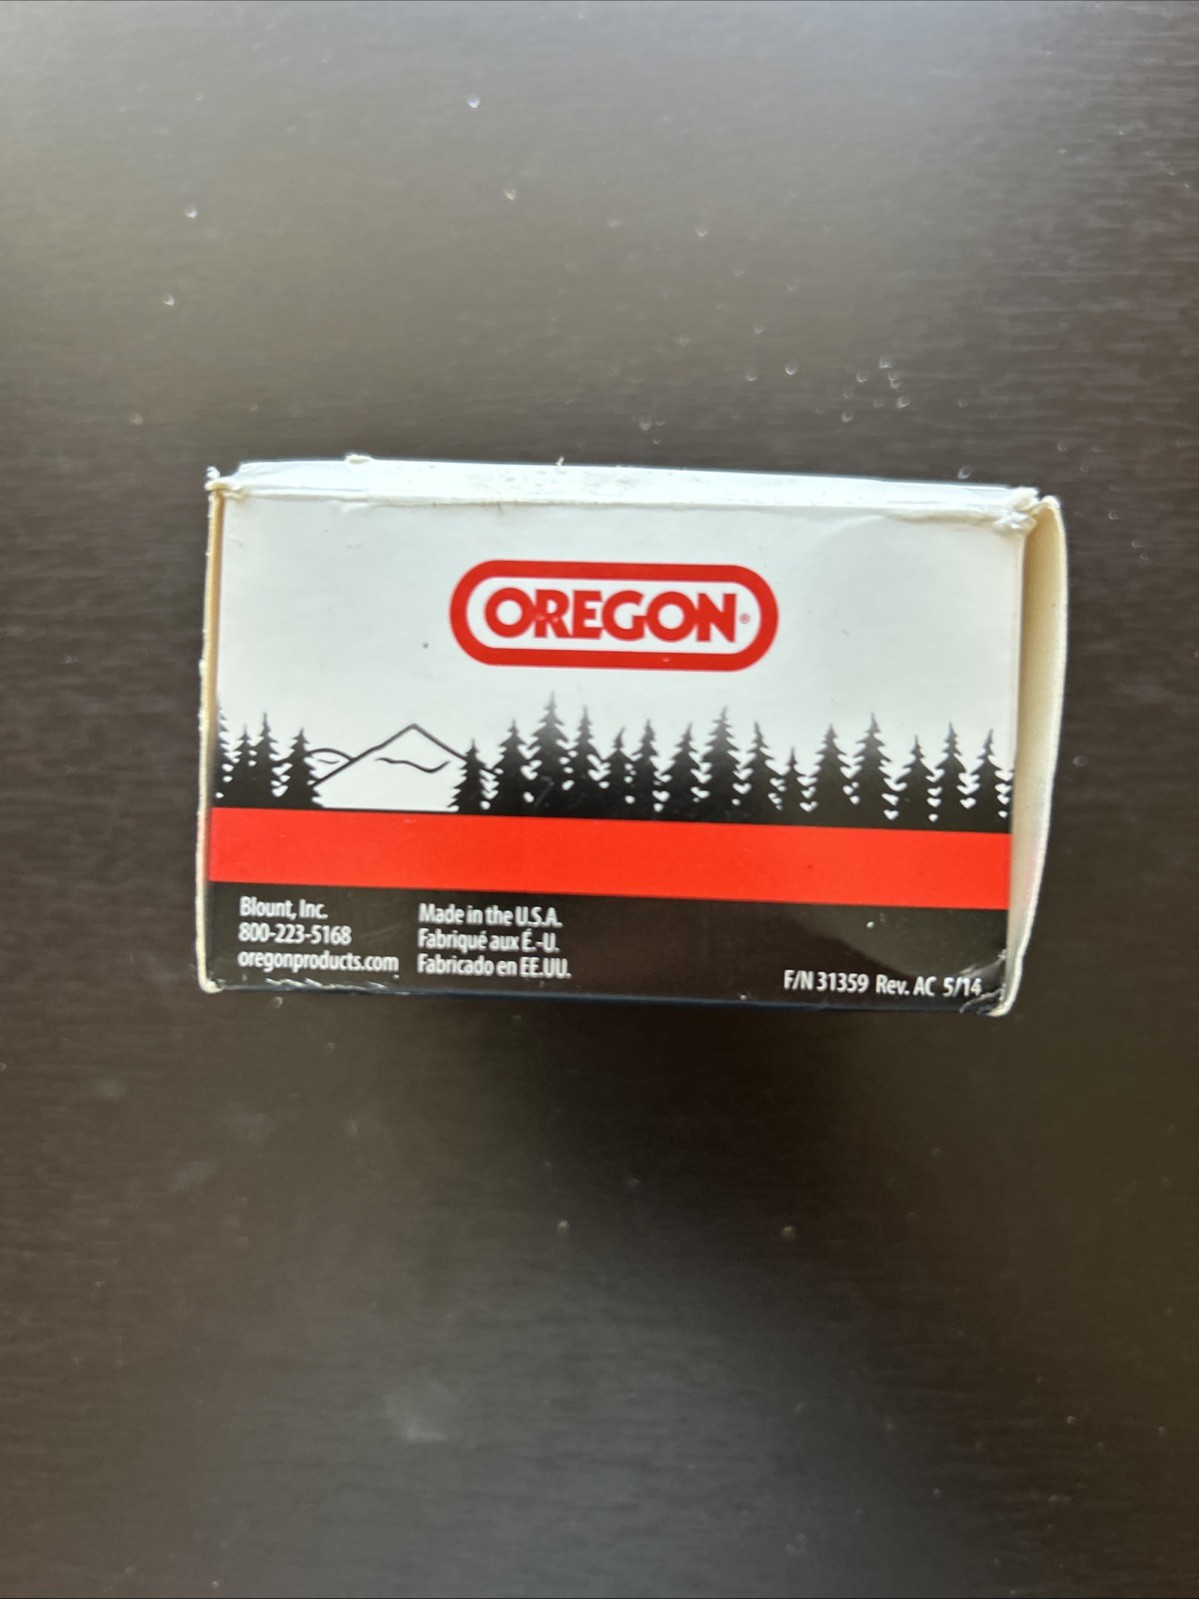 OREGON®
Blount, Inc.
800-223-5168
oregonproducts.com
Made in the U.S.A.
Fabriqué aux É.-U.
Fabricado en EE.UU.
F/N 31359 Rev. AC 5/14